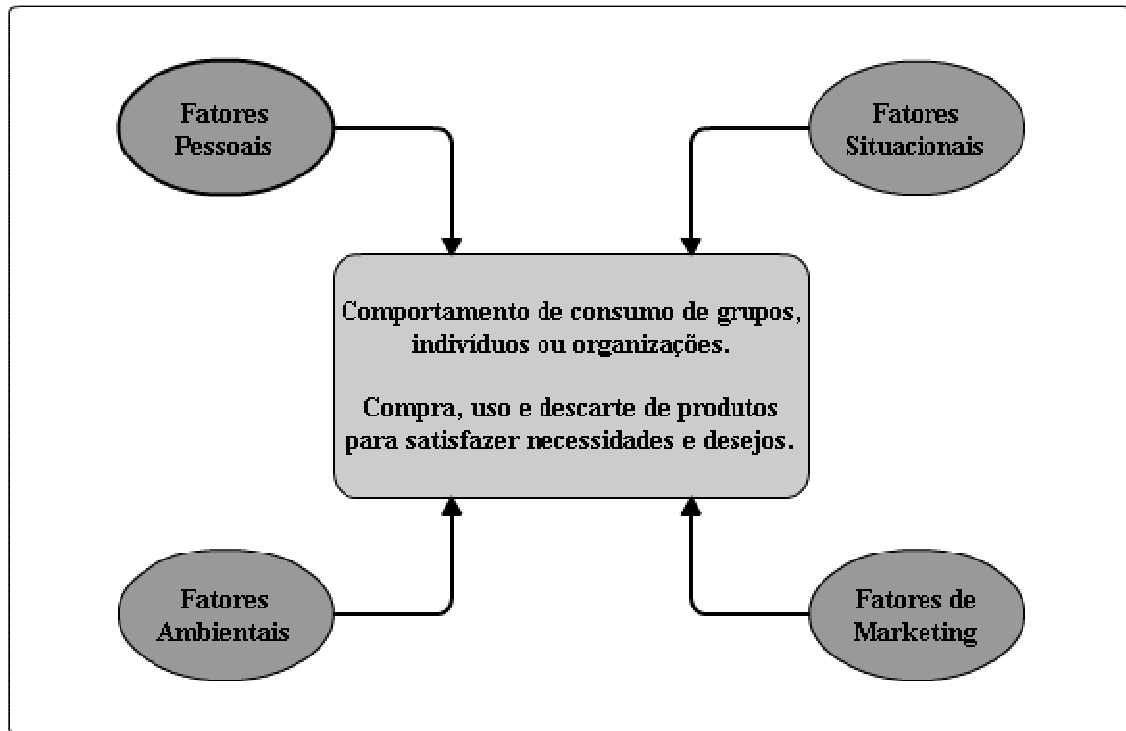 Fatores
Pessoais
Fatores
Situacionais
Comportamento de consumo de grupos,
indivíduos ou organizações.
Compra, uso e descarte de produtos
para satisfazer necessidades e desejos.
Fatores
Ambientais
Fatores de
Marketing